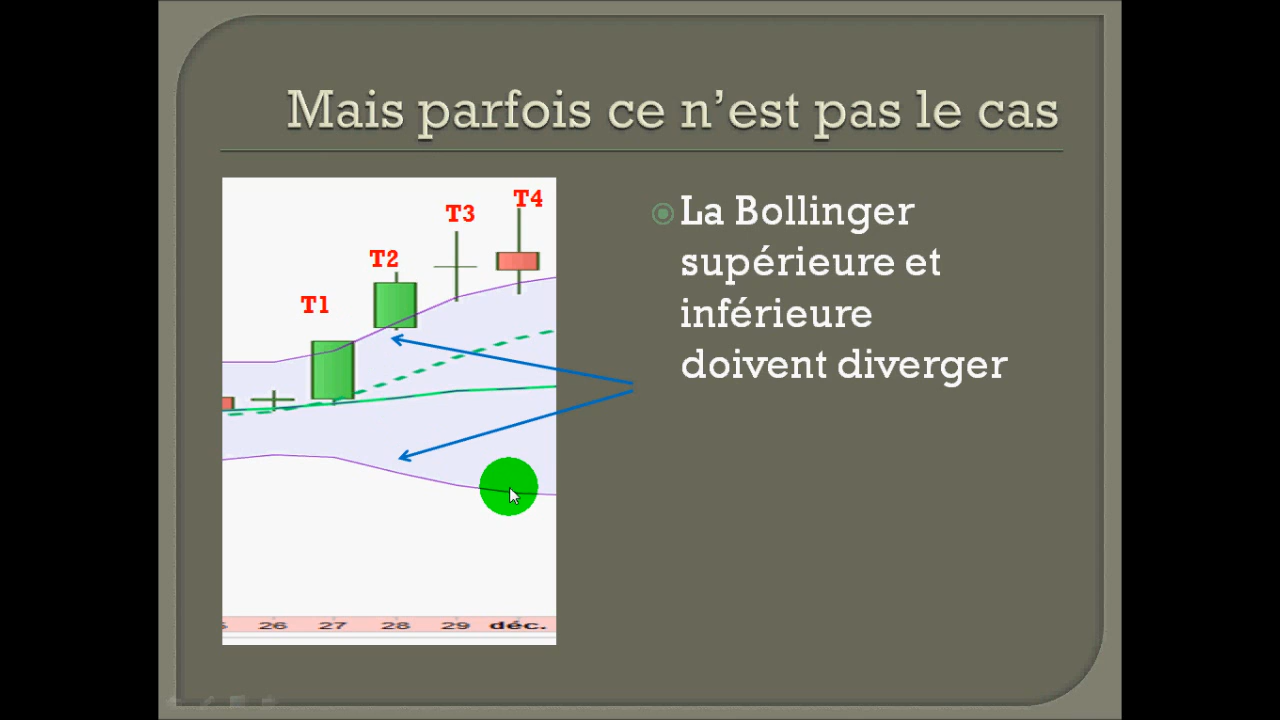 Mais parfois ce n’est pas le cas
La Bollinger
supérieure et
inférieure
doivent diverger
T4
T3
T2
T1
26 27 28 29 déc.